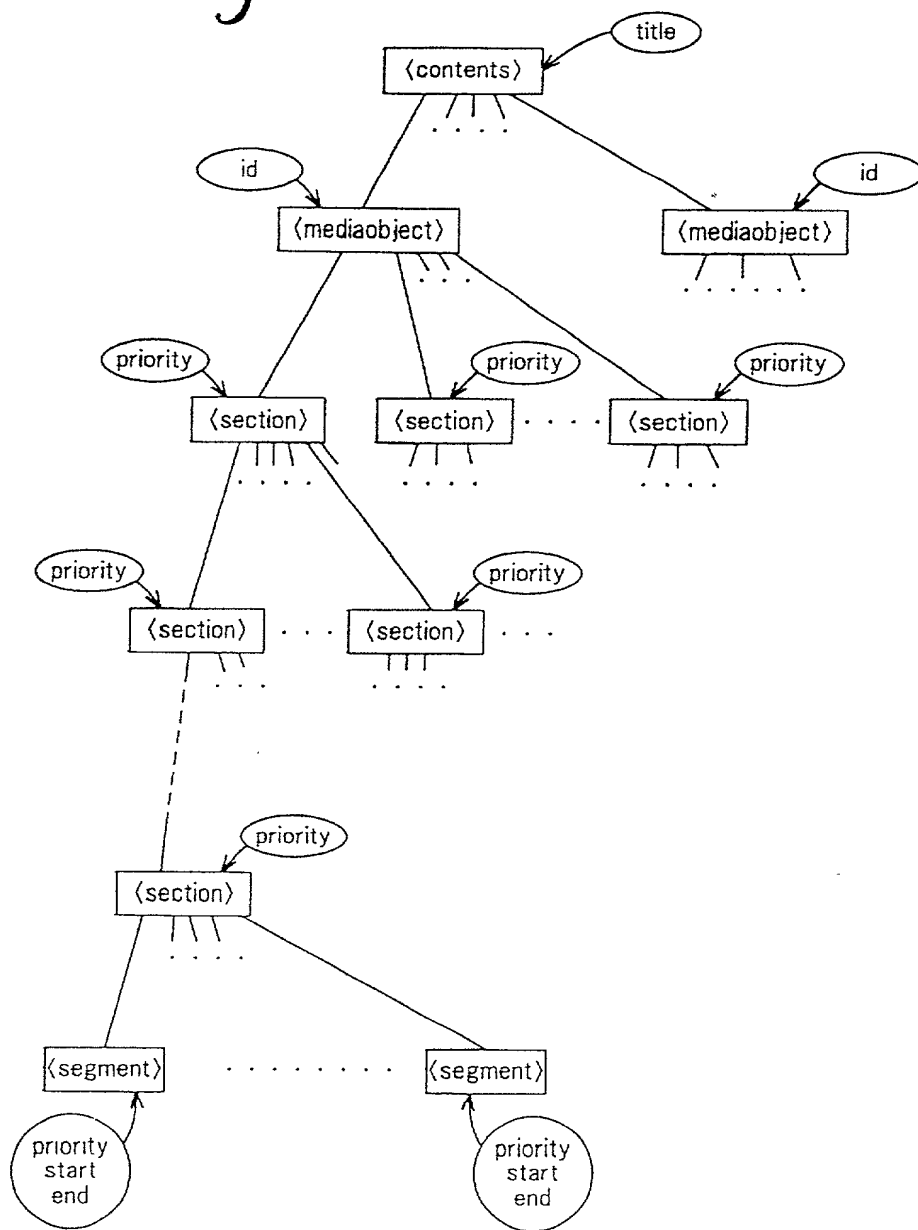 title
〈contents〉
id
id
〈mediaobject〉
〈mediaobject〉
priority
priority
priority
〈section〉
〈section〉
〈section〉
priority
priority
〈section〉
〈section〉
priority
〈section〉
〈segment〉
〈segment〉
priority
start
end
priority
start
end